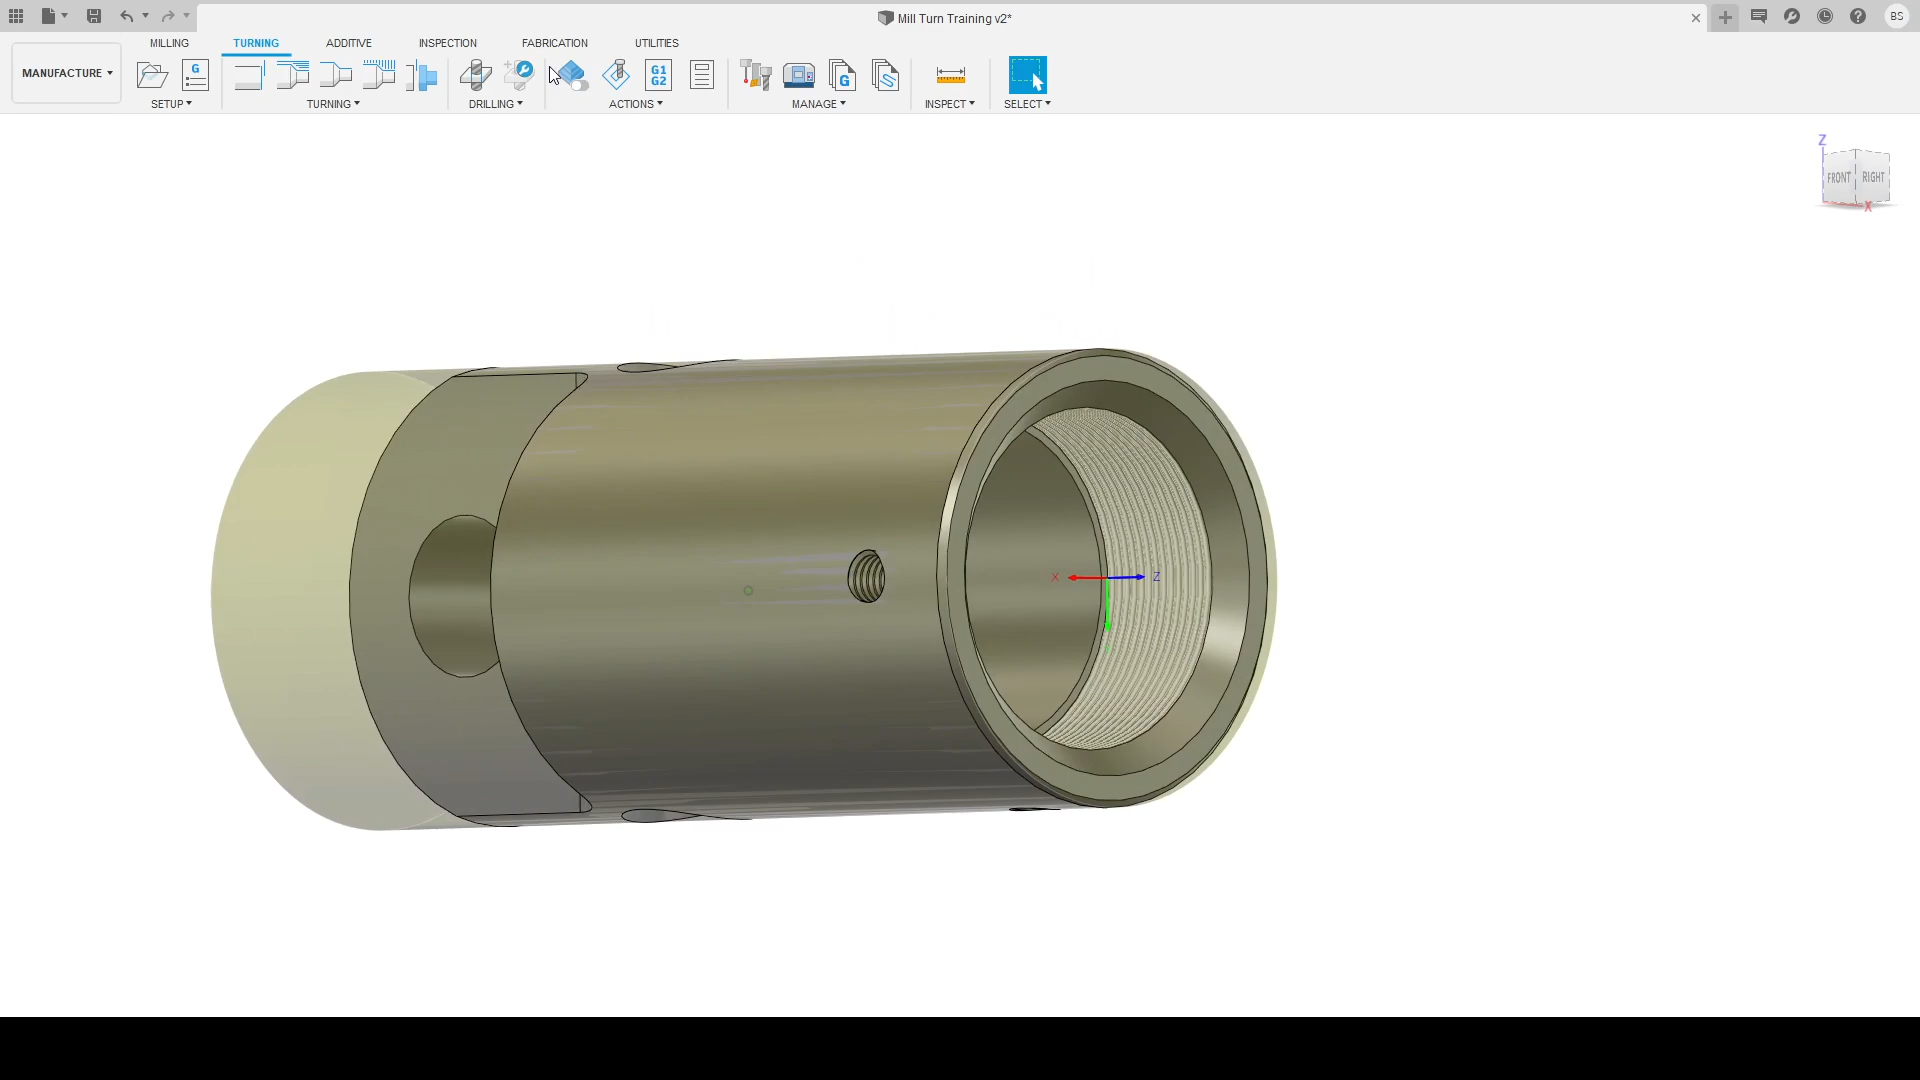 Mill Turn Training v2*
BS
MILLING TURNING ADDITIVE INSPECTION FABRICATION UTILITIES
MANUFACTURE
G
G1
G2
G
SETUP TURNING DRILLING ACTIONS MANAGE INSPECT SELECT
Z
FRONT RIGHT
X
X Z